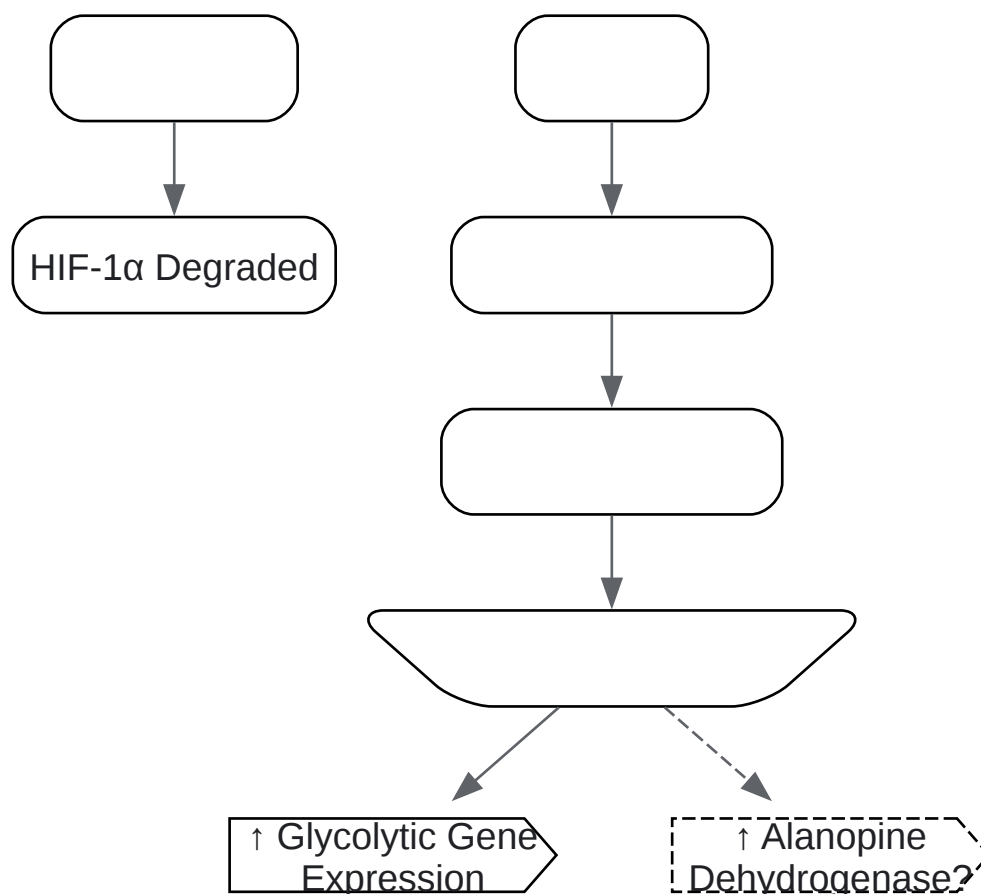 HIF-1α Degraded
↑ Glycolytic Gene
Expression
↑ Alanopine
Dehydrogenase?